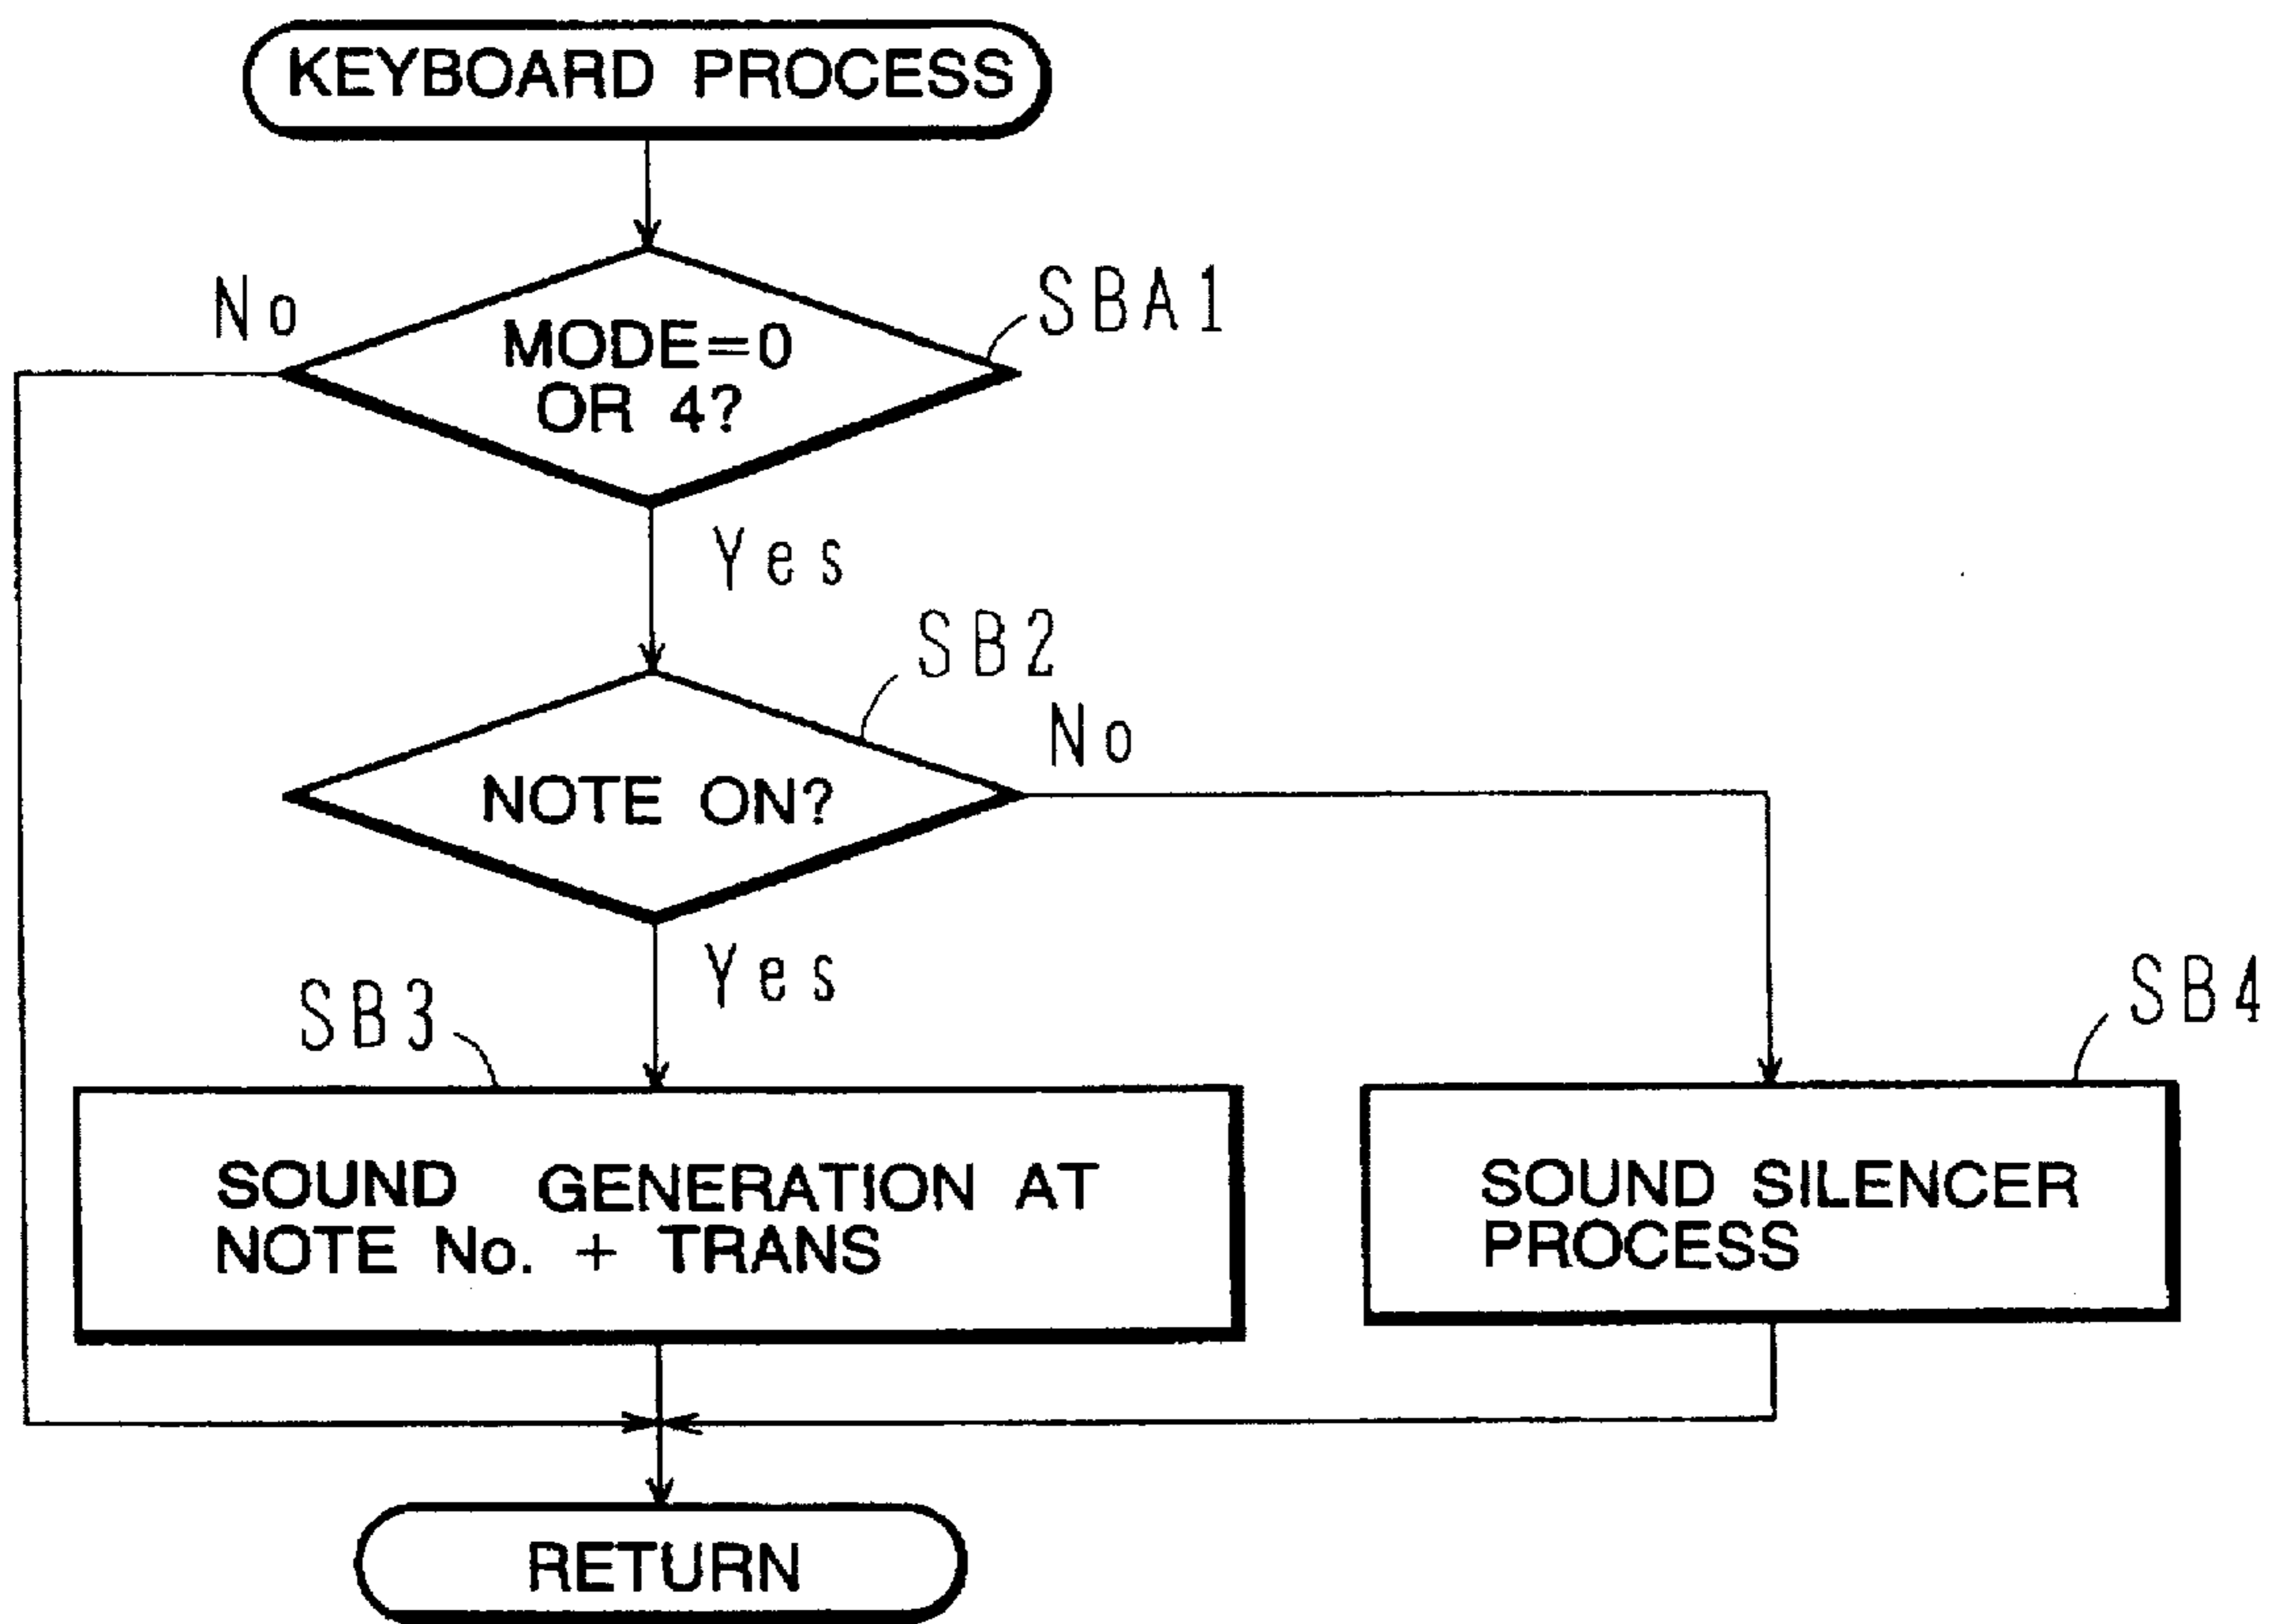 KEYBOARD PROCESS
No
SBA1
MODE=0
OR 4?
Yes
SB2
No
NOTE ON?
Yes
SB3
SB4
SOUND GENERATION AT
NOTE No. + TRANS
SOUND SILENCER
PROCESS
RETURN